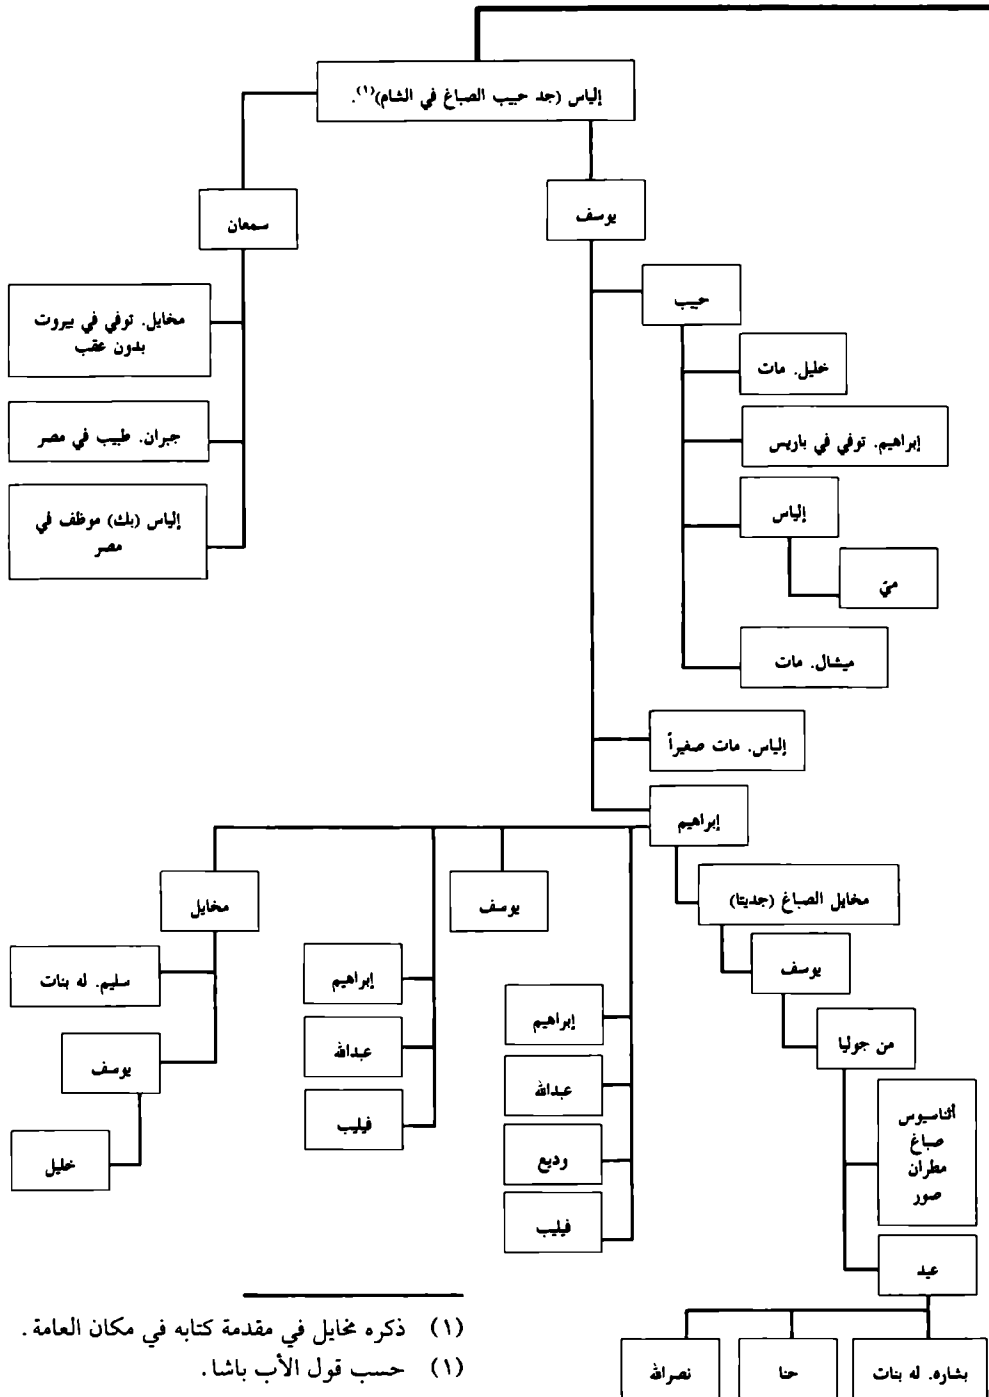 إلياس (جد حبيب الصباغ في الشام)(١).
يوسف
سمعان
حبيب
مخايل. توفي في بيروت
بدون عقب
خليل. مات
جبران. طبيب في مصر
إبراهيم. توفي في باريس
إلياس (بك) موظف في
مصر
إلياس
متي
ميشال. مات
إلياس. مات صغيراً
إبراهيم
مخايل الصباغ (جديتا)
يوسف
مخايل
يوسف
سليم. له بنات
إبراهيم
إبراهيم
من جوليا
عبدالله
يوسف
عبدالله
أثناسيوس
صباغ
مطران
صور
فيليب
وديع
خليل
فيليب
عيد
بشاره. له بنات
حنا
نصرالله
(١) ذكره مخايل في مقدمة كتابه في مكان العامة.
(١) حسب قول الأب باشا.